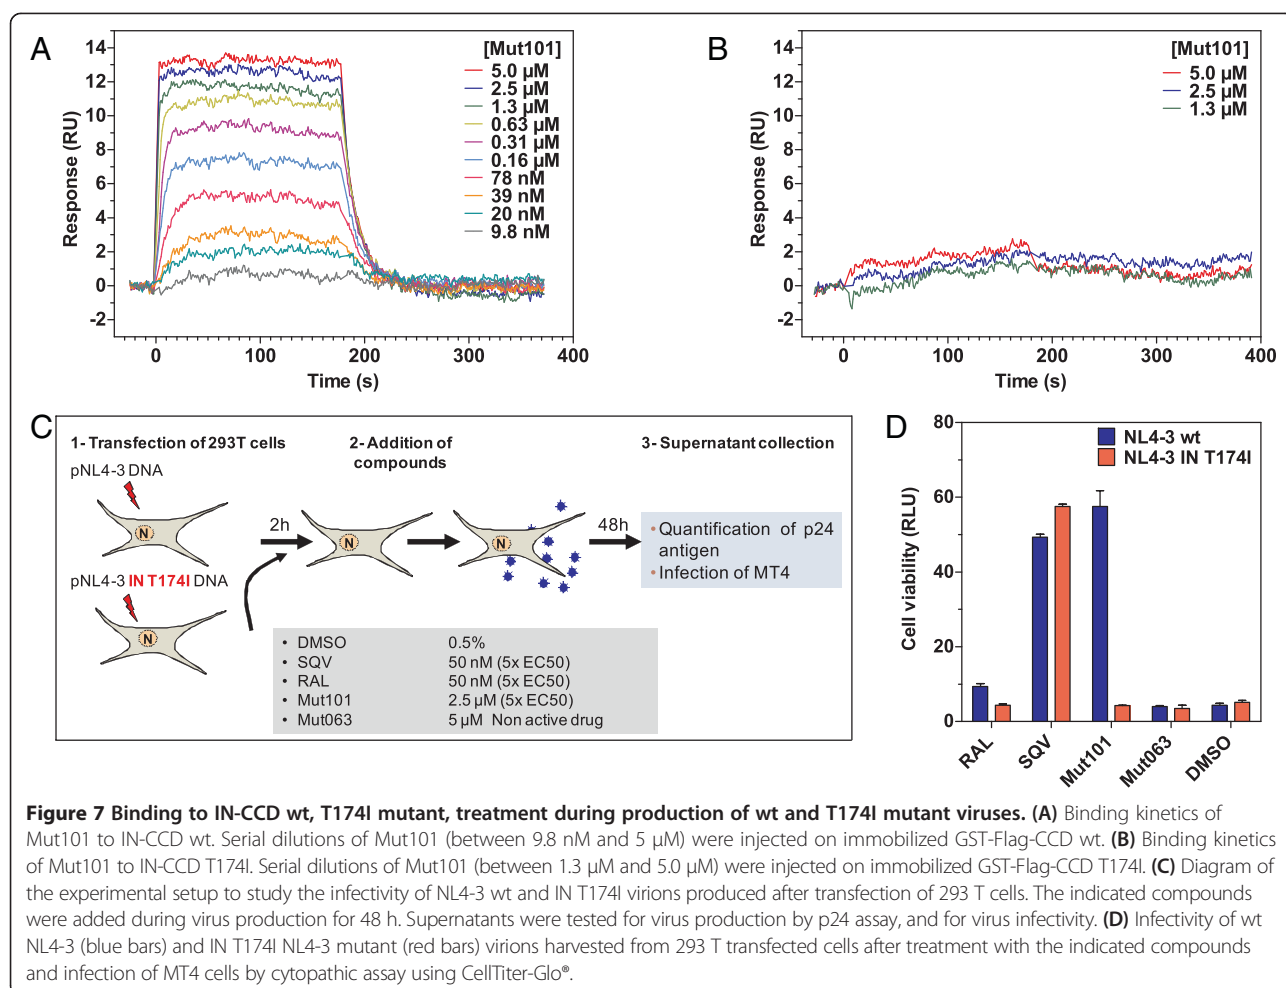 A
14
12
10
8
6
4
2
0
-2
Response (RU)
0 100 200 300 400
Time (s)
[Mut101]
5.0 µM
2.5 µM
1.3 µM
0.63 µM
0.31 µM
0.16 µM
78 nM
39 nM
20 nM
9.8 nM
B
14
12
10
8
6
4
2
0
-2
Response (RU)
0 100 200 300 400
Time (s)
[Mut101]
5.0 µM
2.5 µM
1.3 µM
C
1- Transfection of 293T cells
2- Addition of
compounds
3- Supernatant collection
pNL4-3 DNA
N
pNL4-3 IN T174I DNA
N
2h
N
N
48h
• Quantification of p24
antigen
• Infection of MT4
• DMSO 0.5%
• SQV 50 nM (5x EC50)
• RAL 50 nM (5x EC50)
• Mut101 2.5 µM (5x EC50)
• Mut063 5 µM Non active drug
D
80
60
40
20
0
Cell viability (RLU)
NL4-3 wt
NL4-3 IN T174I
RAL
SQV
Mut101
Mut063
DMSO
Figure 7 Binding to IN-CCD wt, T174I mutant, treatment during production of wt and T174I mutant viruses. (A) Binding kinetics of
Mut101 to IN-CCD wt. Serial dilutions of Mut101 (between 9.8 nM and 5 µM) were injected on immobilized GST-Flag-CCD wt. (B) Binding kinetics
of Mut101 to IN-CCD T174I. Serial dilutions of Mut101 (between 1.3 µM and 5.0 µM) were injected on immobilized GST-Flag-CCD T174I. (C) Diagram of
the experimental setup to study the infectivity of NL4-3 wt and IN T174I virions produced after transfection of 293 T cells. The indicated compounds
were added during virus production for 48 h. Supernatants were tested for virus production by p24 assay, and for virus infectivity. (D) Infectivity of wt
NL4-3 (blue bars) and IN T174I NL4-3 mutant (red bars) virions harvested from 293 T transfected cells after treatment with the indicated compounds
and infection of MT4 cells by cytopathic assay using CellTiter-Glo®.